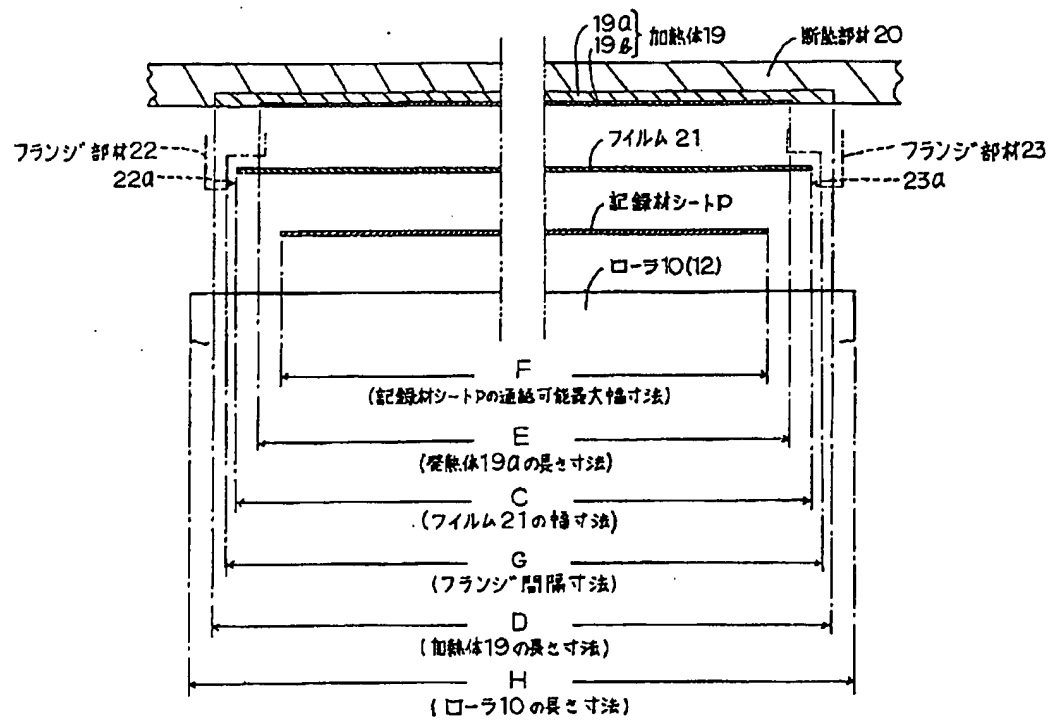 19a
19b } 加熱体19
断熱部材20
フランジ部材22
22a
フイルム21
フランジ部材23
23a
記録材シートP
ローラ10(12)
F
(記録材シートPの通紙可能最大幅寸法)
E
(発熱体19aの長さ寸法)
C
(フイルム21の幅寸法)
G
(フランジ間隔寸法)
D
(加熱体19の長さ寸法)
H
(ローラ10の長さ寸法)